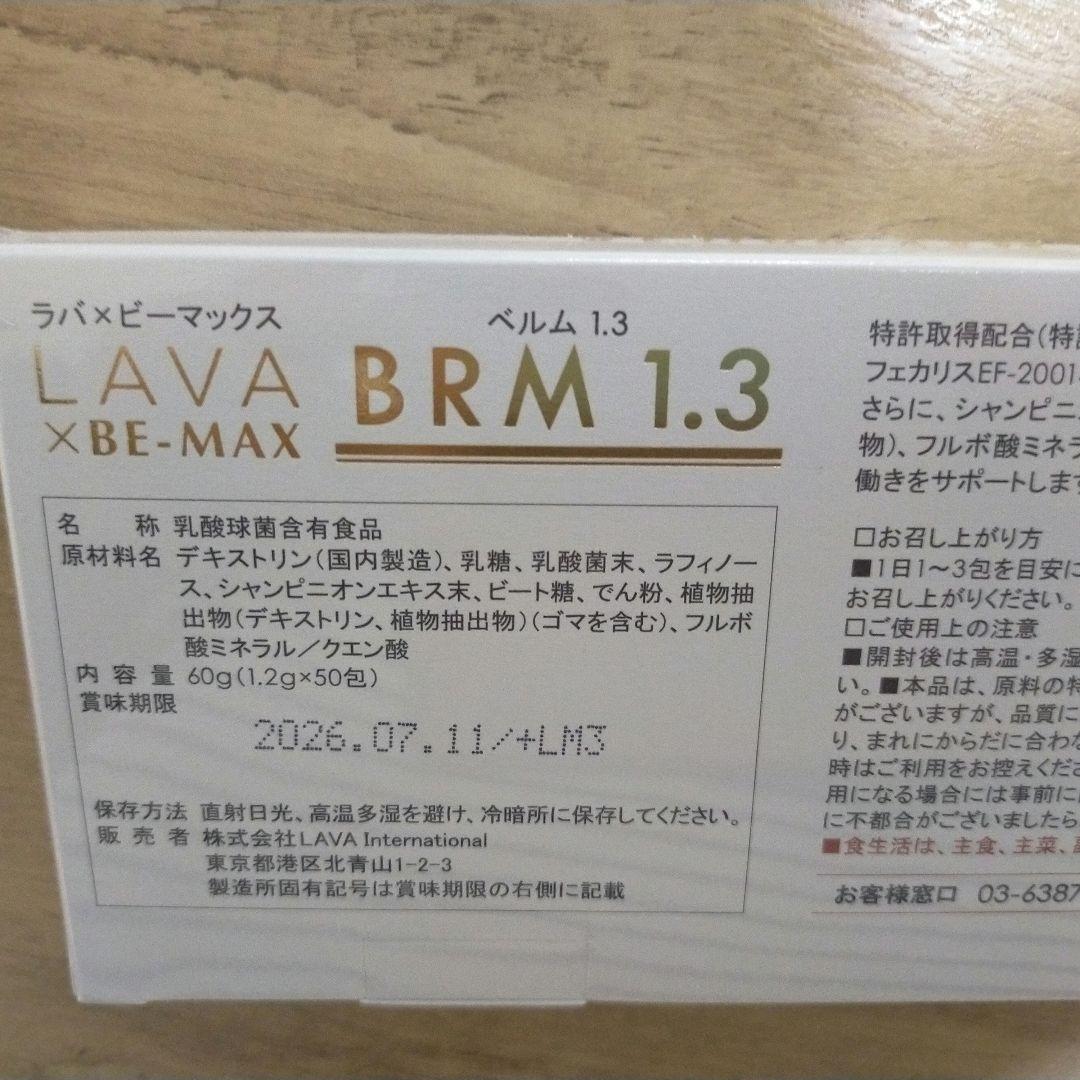 ラバ×ビーマックス
LAVA
×BE-MAX
ベルム 1.3
BRM 1.3
名 称 乳酸球菌含有食品
原材料名 デキストリン(国内製造)、乳糖、乳酸菌末、ラフィノー
ス、シャンピニオンエキス末、ビート糖、でん粉、植物抽
出物(デキストリン、植物抽出物)(ゴマを含む)、フルボ
酸ミネラル/クエン酸
内 容 量 60g(1.2g×50包)
賞味期限
2026.07.11/+LM3
保存方法 直射日光、高温多湿を避け、冷暗所に保存してください。
販 売 者 株式会社LAVA International
東京都港区北青山1-2-3
製造所固有記号は賞味期限の右側に記載
特許取得配合(特許
フェカリスEF-2001
さらに、シャンピニ
物)、フルボ酸ミネラ
働きをサポートします
□お召し上がり方
■1日1〜3包を目安に
お召し上がりください。
□ご使用上の注意
■開封後は高温・多湿
い。■本品は、原料の特
がございますが、品質に
り、まれにからだに合わな
時はご利用をお控えくださ
用になる場合には事前に
に不都合がございましたら
■食生活は、主食、主菜、
お客様窓口 03-6387